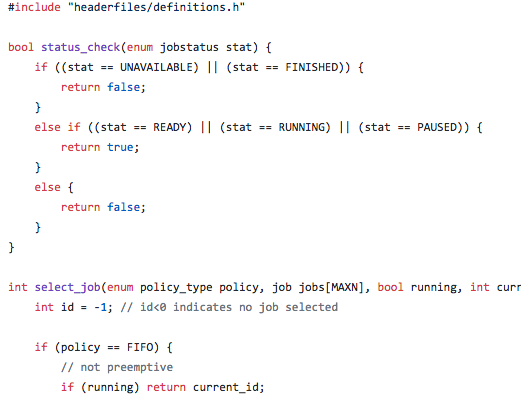 #include "headerfiles/definitions.h"
bool status_check(enum jobstatus stat) {
    if ((stat == UNAVAILABLE) || (stat == FINISHED)) {
        return false;
    }
    else if ((stat == READY) || (stat == RUNNING) || (stat == PAUSED)) {
        return true;
    }
    else {
        return false;
    }
}
int select_job(enum policy_type policy, job jobs[MAXN], bool running, int curr
    int id = -1; // id<0 indicates no job selected
    if (policy == FIFO) {
        // not preemptive
        if (running) return current_id;